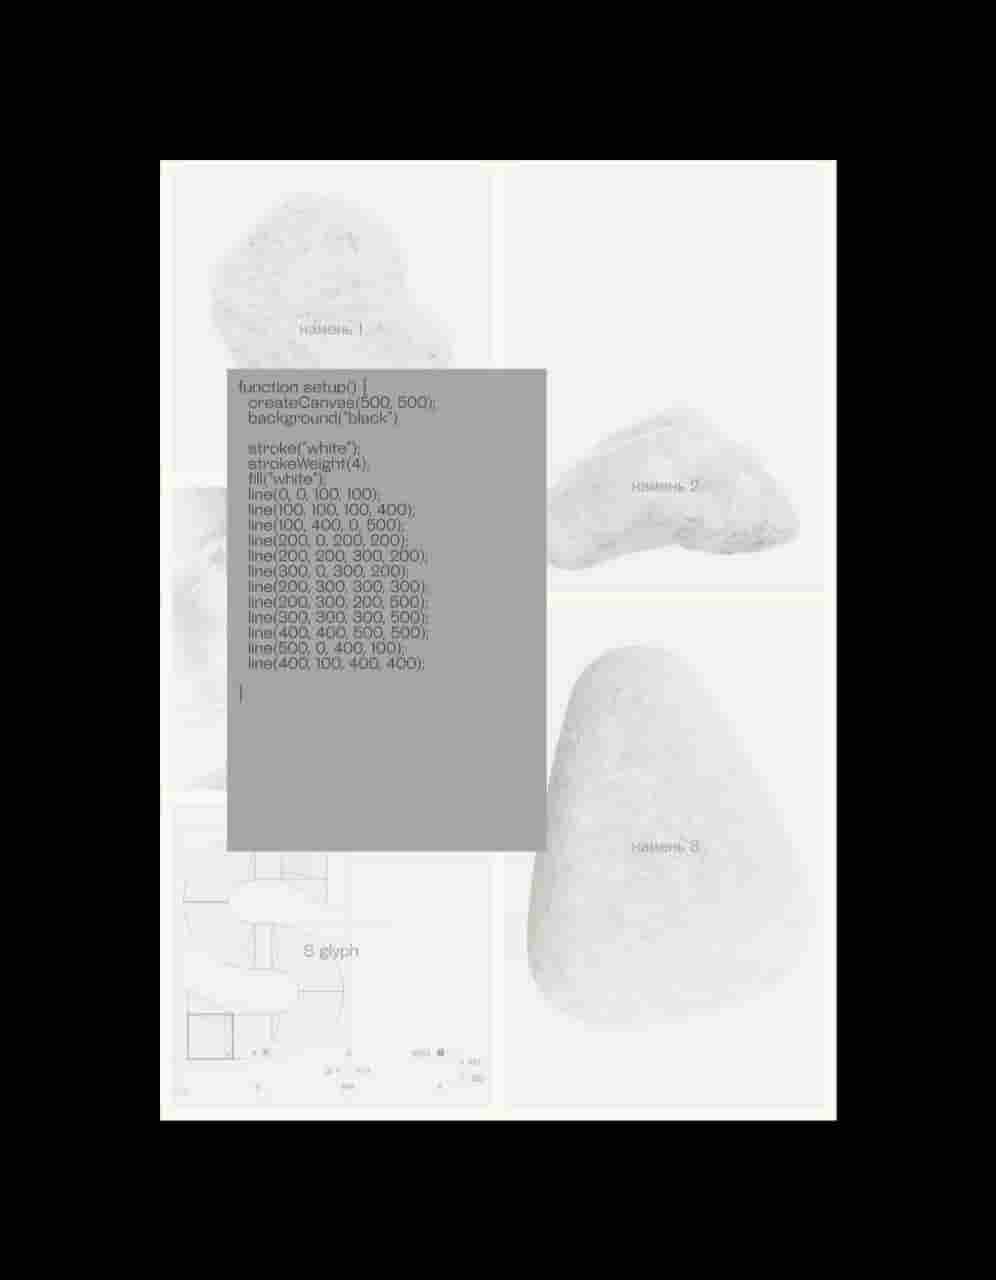 камень 1
function setup() {
createCanvas(500, 500);
background("black")
stroke("white");
strokeWeight(4);
fill("white");
line(0, 0, 100, 100);
line(100, 100, 100, 400);
line(100, 400, 0, 500);
line(200, 0, 200, 200);
line(200, 200, 300, 200);
line(300, 0, 300, 200);
line(200, 300, 300, 300);
line(200, 300, 200, 500);
line(300, 300, 300, 500);
line(400, 400, 500, 500);
line(500, 0, 400, 100);
line(400, 100, 400, 400);
}
камень 2
камень 3
S glyph